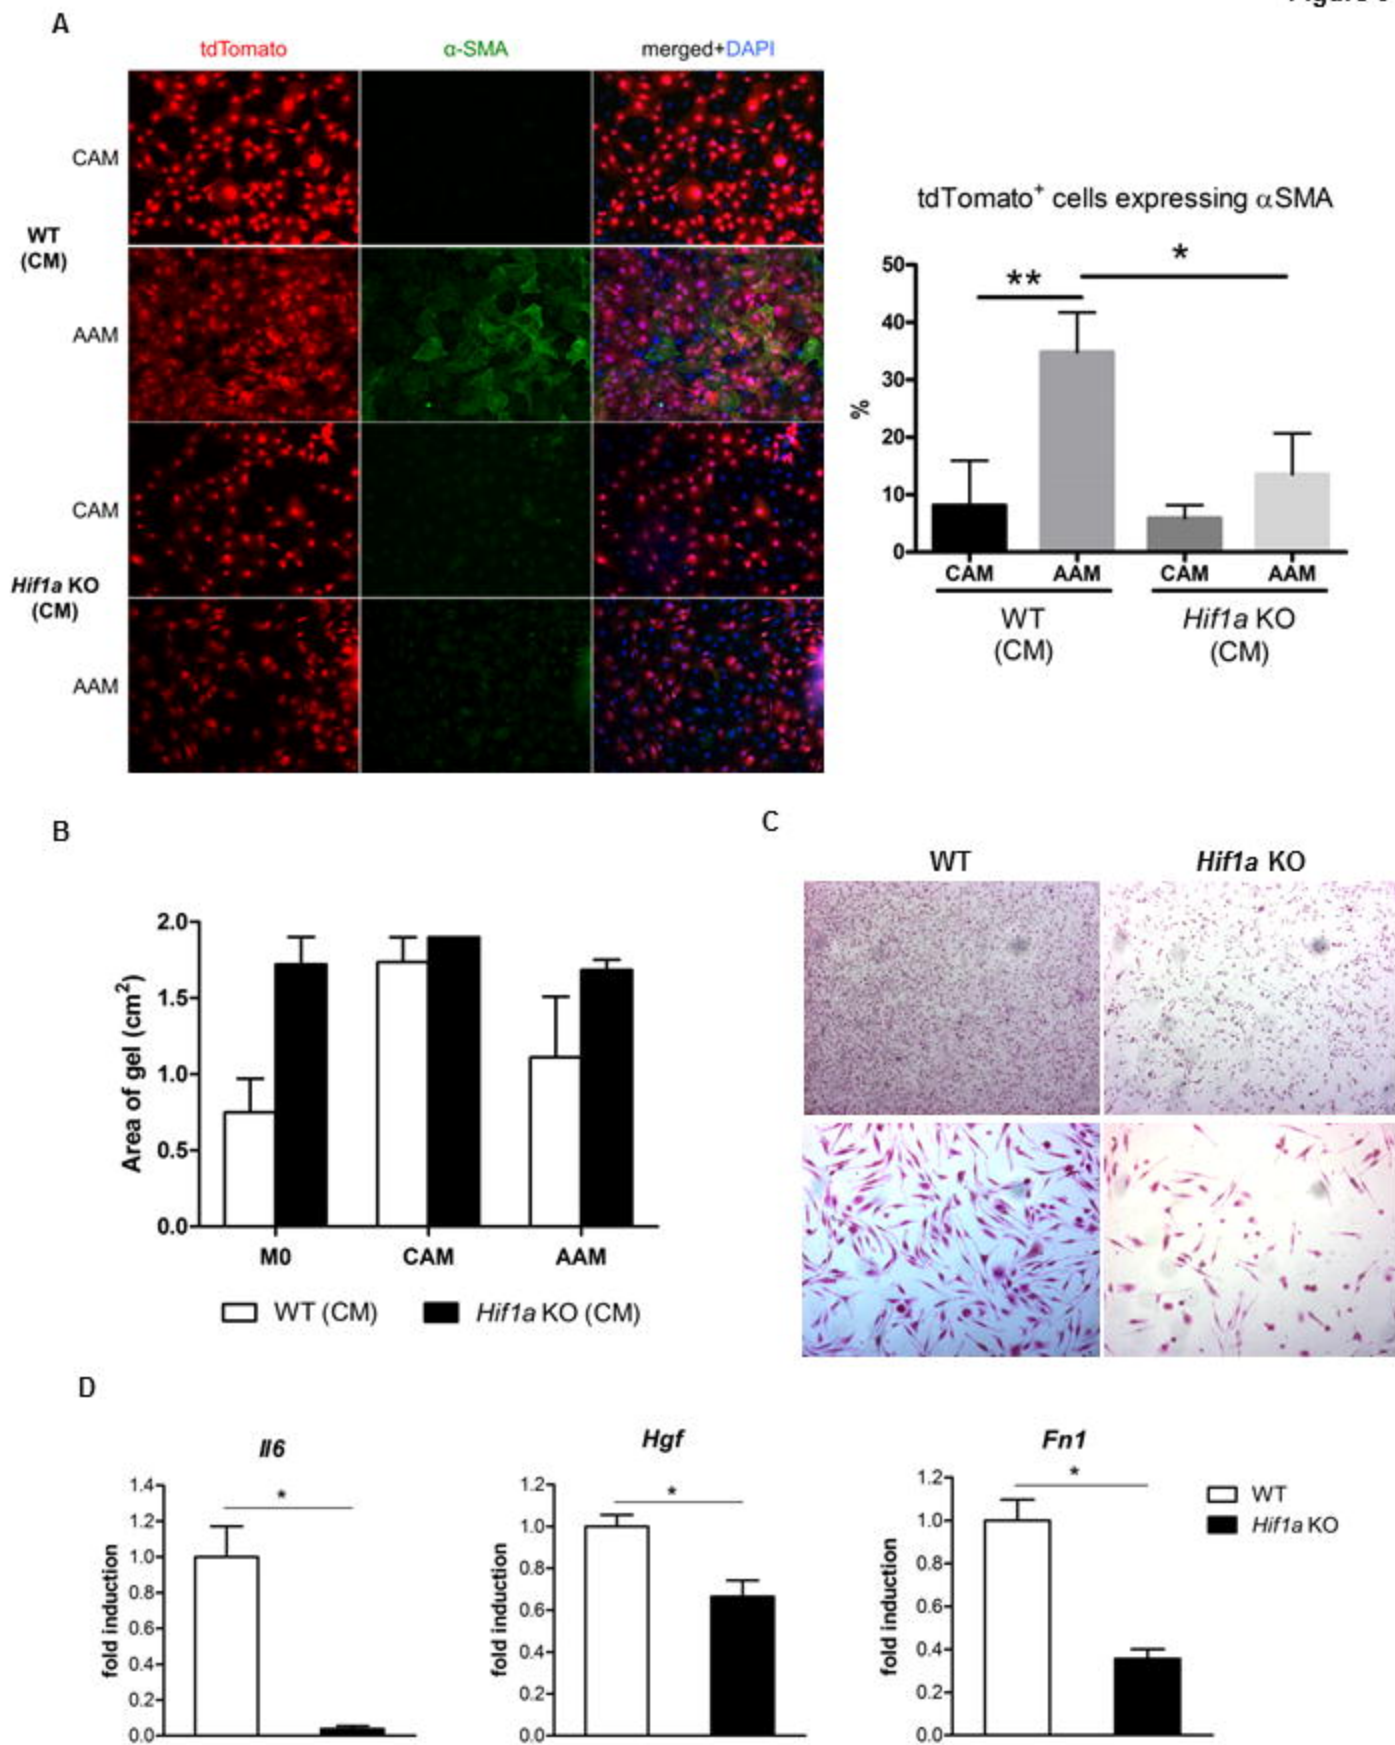 A
tdTomato α-SMA merged+DAPI
CAM
WT
(CM)
AAM
CAM
Hif1a KO
(CM)
AAM
tdTomato+ cells expressing αSMA
** *
50
40
30
20
10
0
%
CAM AAM CAM AAM
WT Hif1a KO
(CM) (CM)
B
2.0
1.5
1.0
0.5
0.0
Area of gel (cm2)
M0 CAM AAM
WT (CM) Hif1a KO (CM)
C
WT Hif1a KO
D
Il6
1.4
1.2
1.0
0.8
0.6
0.4
0.2
0.0
fold induction
*
Hgf
1.2
1.0
0.8
0.6
0.4
0.2
0.0
fold induction
*
Fn1
1.2
1.0
0.8
0.6
0.4
0.2
0.0
fold induction
*
WT
Hif1a KO